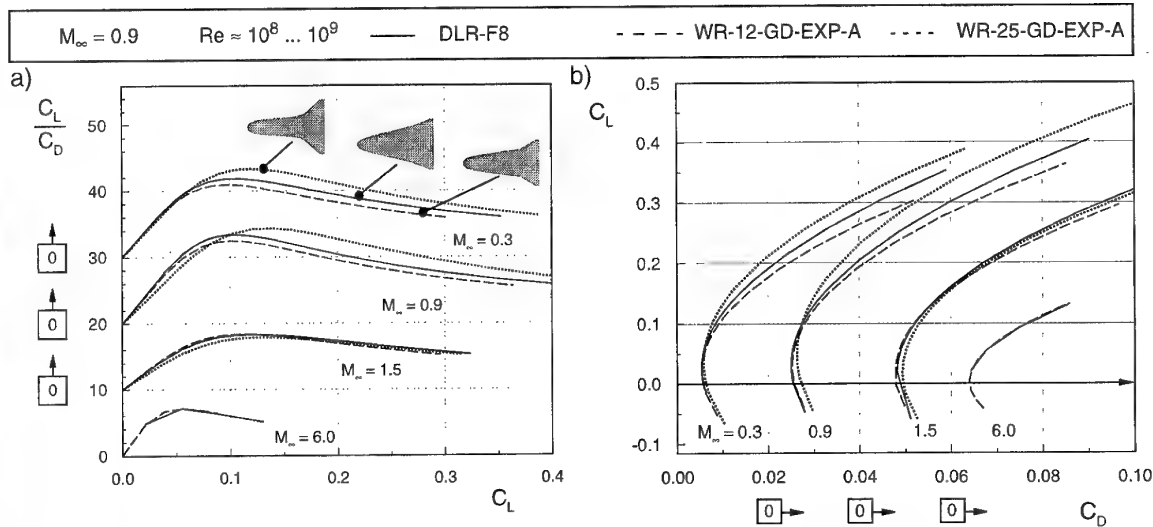 M∞ = 0.9 Re ≈ 10⁸ ... 10⁹ DLR-F8 WR-12-GD-EXP-A WR-25-GD-EXP-A
a)
C_L
C_D
50
40
30
20
10
0
0
0
0
M∞ = 0.3
M∞ = 0.9
M∞ = 1.5
M∞ = 6.0
0.0 0.1 0.2 0.3 0.4
C_L
b)
C_L
0.5
0.4
0.3
0.2
0.1
0.0
-0.1
M∞ = 0.3 0.9 1.5 6.0
0.00 0.02 0.04 0.06 0.08 0.10
0 0 0 C_D